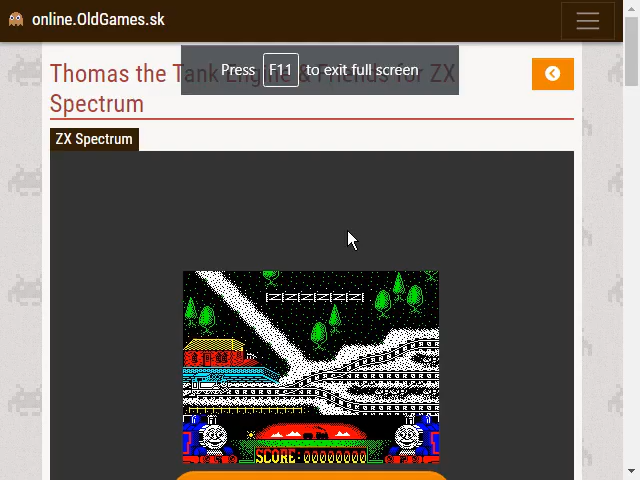 online.OldGames.sk
Press F11 to exit full screen
Thomas the Tank Engine & Friends for ZX
Spectrum
ZX Spectrum
SCORE:00000000